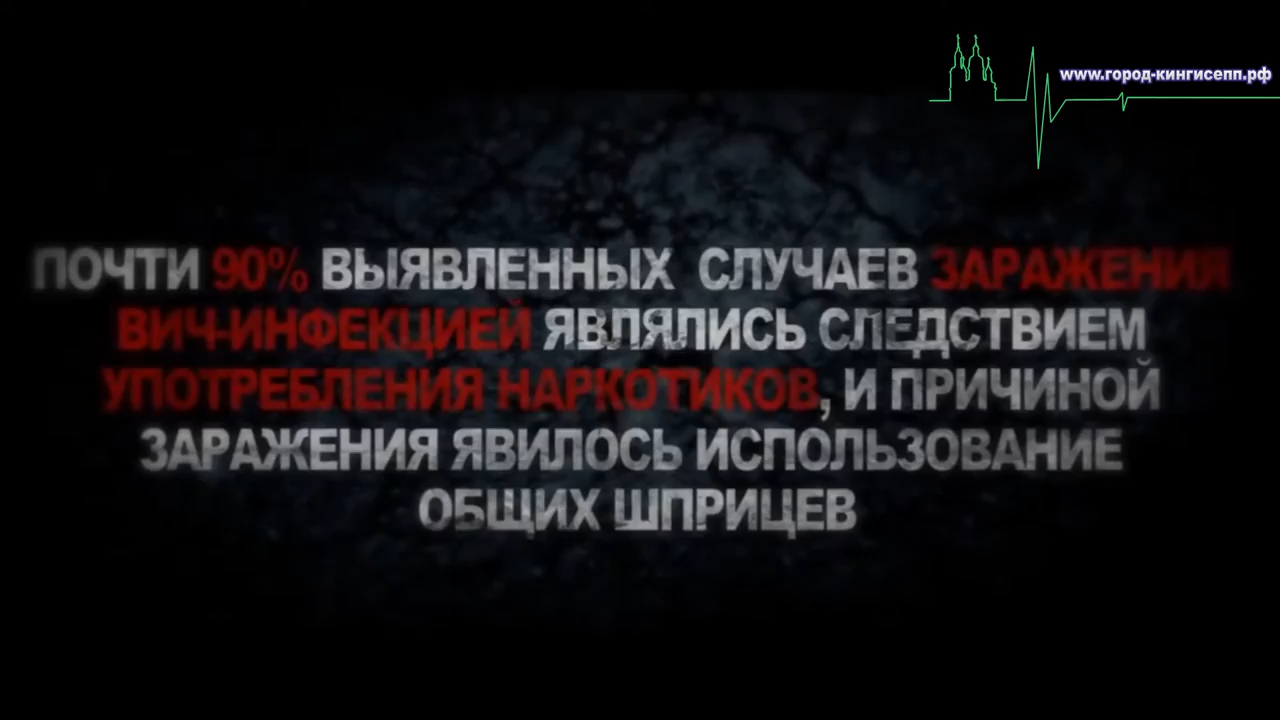 www.город-кингисепп.рф
ПОЧТИ 90% ВЫЯВЛЕННЫХ СЛУЧАЕВ ЗАРАЖЕНИЯ
ВИЧ-ИНФЕКЦИЕЙ ЯВЛЯЛИСЬ СЛЕДСТВИЕМ
УПОТРЕБЛЕНИЯ НАРКОТИКОВ, И ПРИЧИНОЙ
ЗАРАЖЕНИЯ ЯВИЛОСЬ ИСПОЛЬЗОВАНИЕ
ОБЩИХ ШПРИЦЕВ